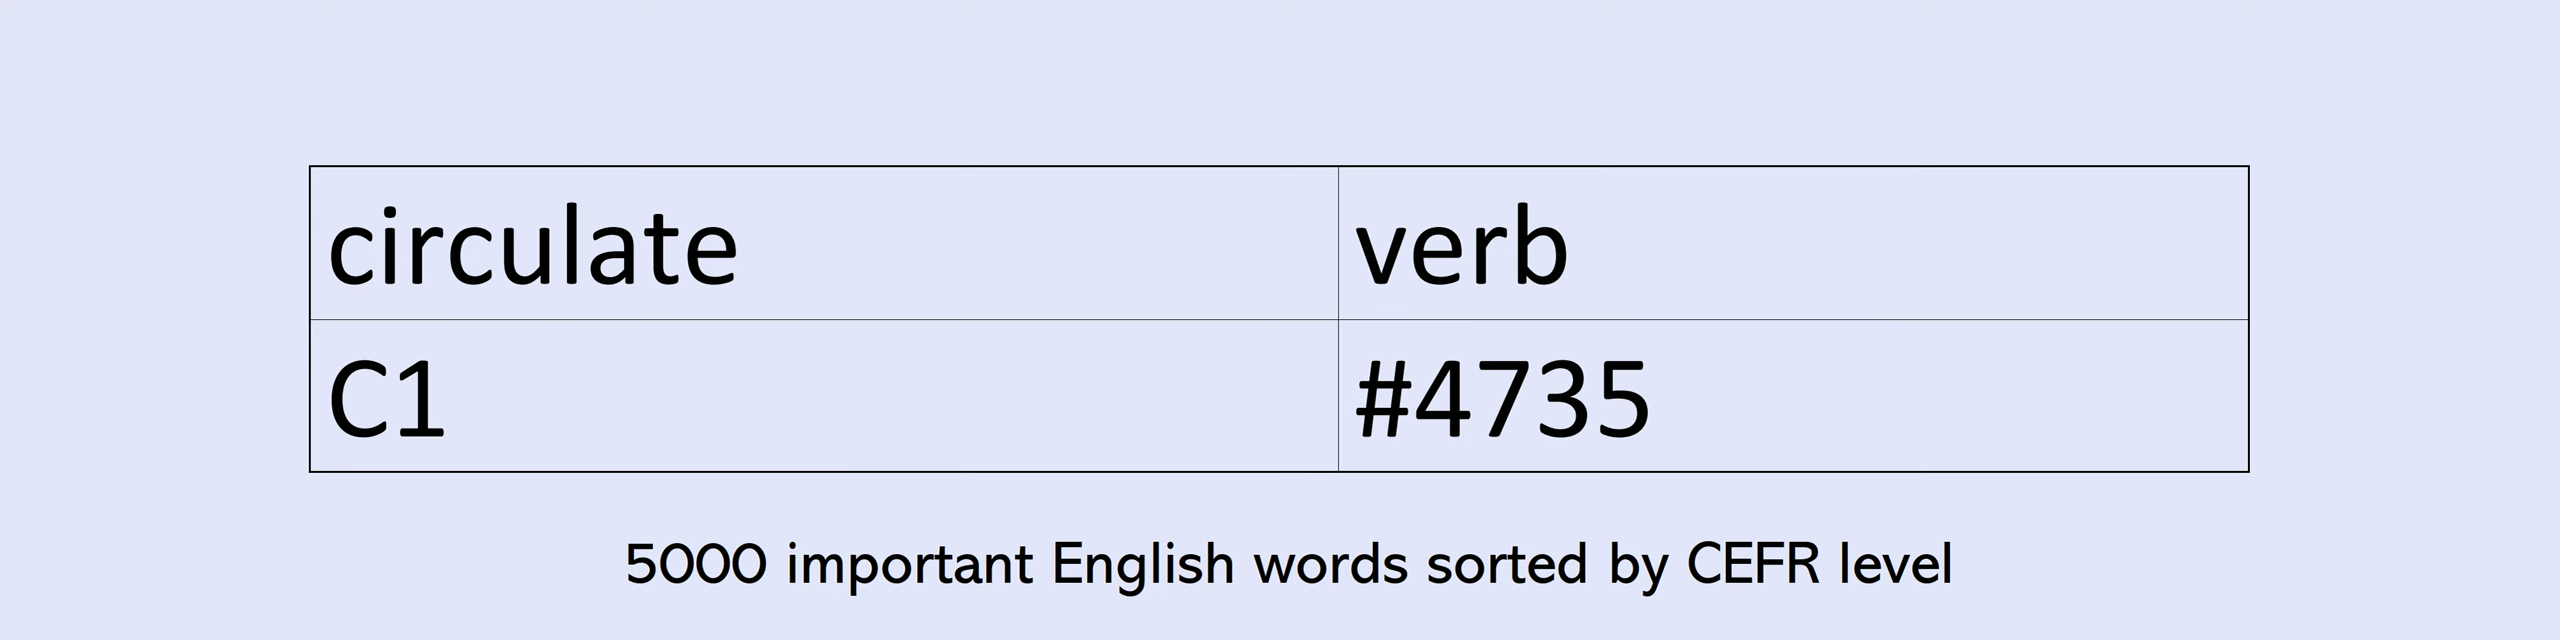 circulate verb
C1 #4735
5000 important English words sorted by CEFR level